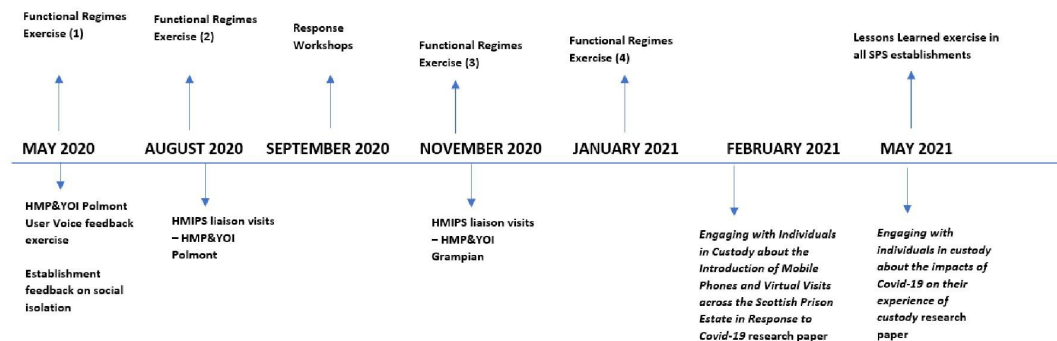 Functional Regimes
Exercise (1)
Functional Regimes
Exercise (2)
Response
Workshops
Functional Regimes
Exercise (3)
Functional Regimes
Exercise (4)
Lessons Learned exercise in
all SPS establishments
MAY 2020
AUGUST 2020
SEPTEMBER 2020
NOVEMBER 2020
JANUARY 2021
FEBRUARY 2021
MAY 2021
HMP&YOI Polmont
User Voice feedback
exercise
Establishment
feedback on social
isolation
HMIPS liaison visits
– HMP&YOI
Polmont
HMIPS liaison visits
– HMP&YOI
Grampian
Engaging with Individuals
in Custody about the
Introduction of Mobile
Phones and Virtual Visits
across the Scottish Prison
Estate in Response to
Covid-19 research paper
Engaging with
individuals in custody
about the impacts of
Covid-19 on their
experience of
custody research
paper